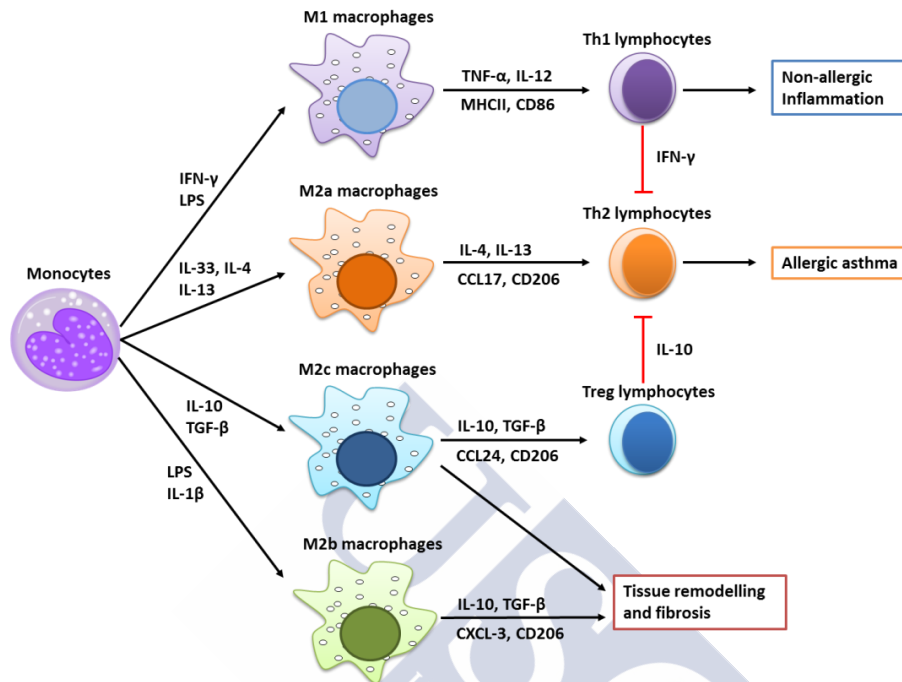 M1 macrophages
Th1 lymphocytes
TNF-α, IL-12
MHCII, CD86
Non-allergic
Inflammation
IFN-γ
LPS
IFN-γ
M2a macrophages
Th2 lymphocytes
Monocytes
IL-33, IL-4
IL-13
IL-4, IL-13
CCL17, CD206
Allergic asthma
IL-10
M2c macrophages
Treg lymphocytes
IL-10
TGF-β
IL-10, TGF-β
CCL24, CD206
LPS
IL-1β
M2b macrophages
IL-10, TGF-β
CXCL-3, CD206
Tissue remodelling
and fibrosis